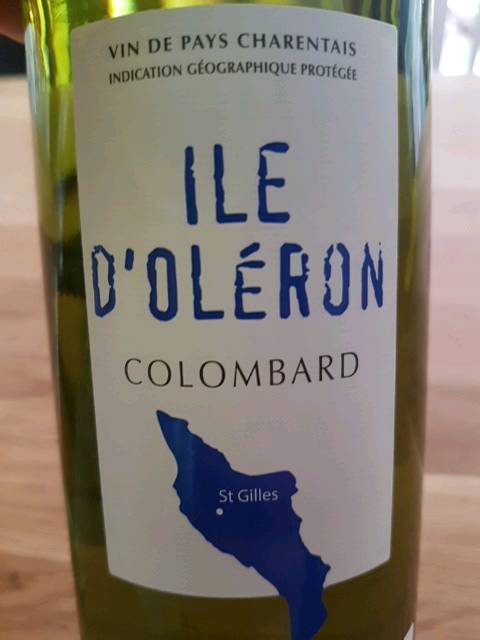 VIN DE PAYS CHARENTAIS
INDICATION GÉOGRAPHIQUE PROTÉGÉE
ILE
D'OLÉRON
COLOMBARD
St Gilles